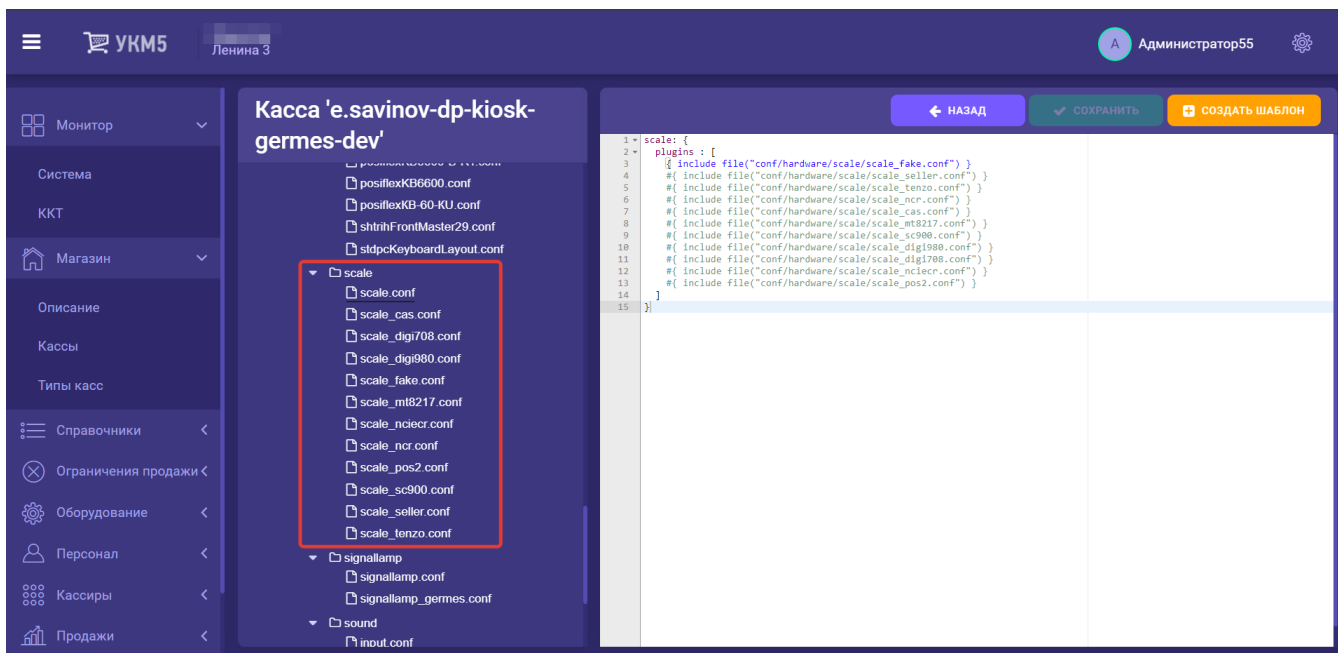 УКМ5
Ленина 3
А
Администратор55
Монитор
Система
ККТ
Магазин
Описание
Кассы
Типы касс
Справочники
Ограничения продажи
Оборудование
Персонал
Кассиры
Продажи
Касса 'e.savinov-dp-kiosk-
germes-dev'
posiflexKB6600.conf
posiflexKB-60-KU.conf
shtrihFrontMaster29.conf
stdpcKeyboardLayout.conf
scale
scale.conf
scale_cas.conf
scale_digi708.conf
scale_digi980.conf
scale_fake.conf
scale_mt8217.conf
scale_nciecr.conf
scale_ncr.conf
scale_pos2.conf
scale_sc900.conf
scale_seller.conf
scale_tenzo.conf
signallamp
signallamp.conf
signallamp_germes.conf
sound
input.conf
НАЗАД
СОХРАНИТЬ
СОЗДАТЬ ШАБЛОН
1 scale: {
2 plugins : [
3 { include file("conf/hardware/scale/scale_fake.conf") }
4 #{ include file("conf/hardware/scale/scale_seller.conf") }
5 #{ include file("conf/hardware/scale/scale_tenzo.conf") }
6 #{ include file("conf/hardware/scale/scale_ncr.conf") }
7 #{ include file("conf/hardware/scale/scale_cas.conf") }
8 #{ include file("conf/hardware/scale/scale_mt8217.conf") }
9 #{ include file("conf/hardware/scale/scale_sc900.conf") }
10 #{ include file("conf/hardware/scale/scale_digi980.conf") }
11 #{ include file("conf/hardware/scale/scale_digi708.conf") }
12 #{ include file("conf/hardware/scale/scale_nciecr.conf") }
13 #{ include file("conf/hardware/scale/scale_pos2.conf") }
14 ]
15 }